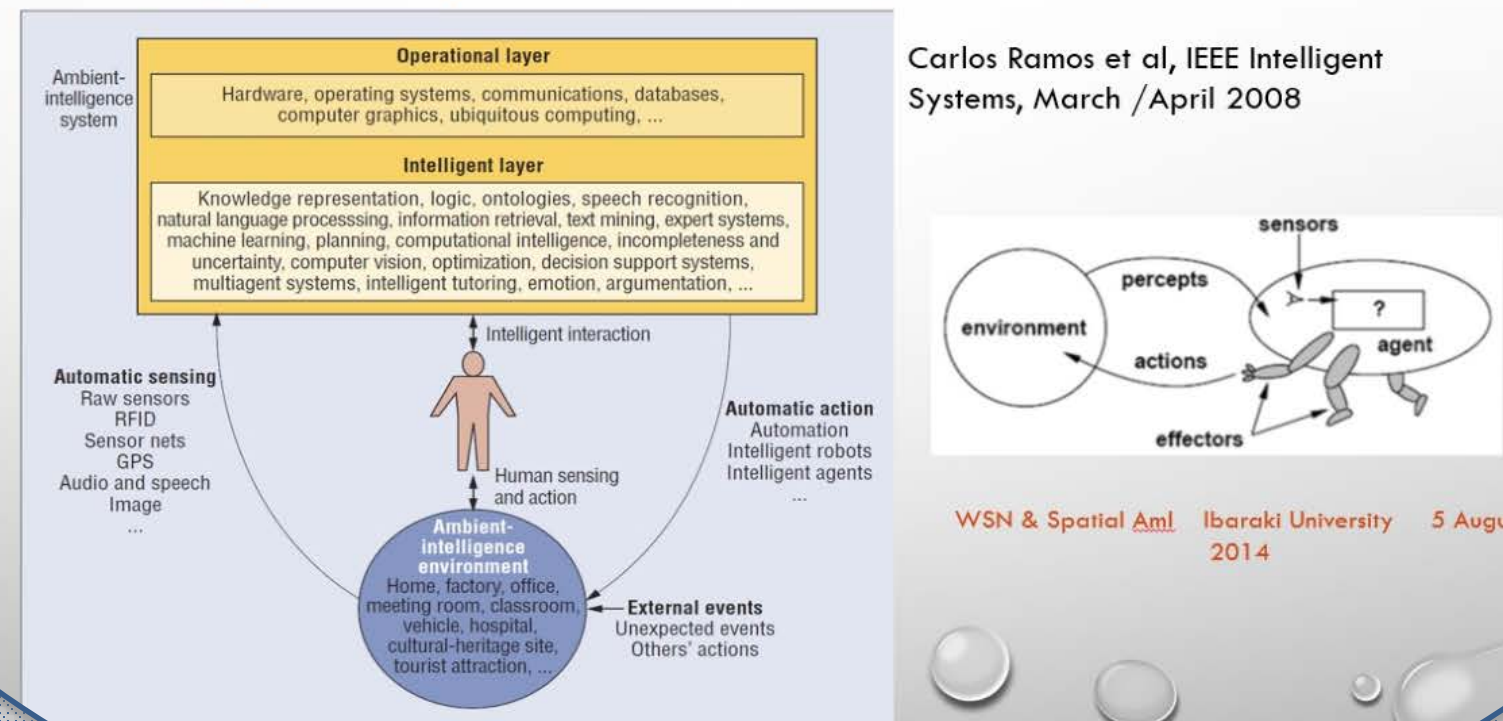 Ambient-
intelligence
system
Operational layer
Hardware, operating systems, communications, databases,
computer graphics, ubiquitous computing, ...
Intelligent layer
Knowledge representation, logic, ontologies, speech recognition,
natural language processsing, information retrieval, text mining, expert systems,
machine learning, planning, computational intelligence, incompleteness and
uncertainty, computer vision, optimization, decision support systems,
multiagent systems, intelligent tutoring, emotion, argumentation, ...
Intelligent interaction
Automatic sensing
Raw sensors
RFID
Sensor nets
GPS
Audio and speech
Image
...
Automatic action
Automation
Intelligent robots
Intelligent agents
...
Human sensing
and action
Ambient-
intelligence
environment
Home, factory, office,
meeting room, classroom,
vehicle, hospital,
cultural-heritage site,
tourist attraction, ...
External events
Unexpected events
Others' actions
Carlos Ramos et al, IEEE Intelligent
Systems, March /April 2008
sensors
percepts
?
environment
agent
actions
effectors
WSN & Spatial AmI Ibaraki University 5 Augu
2014